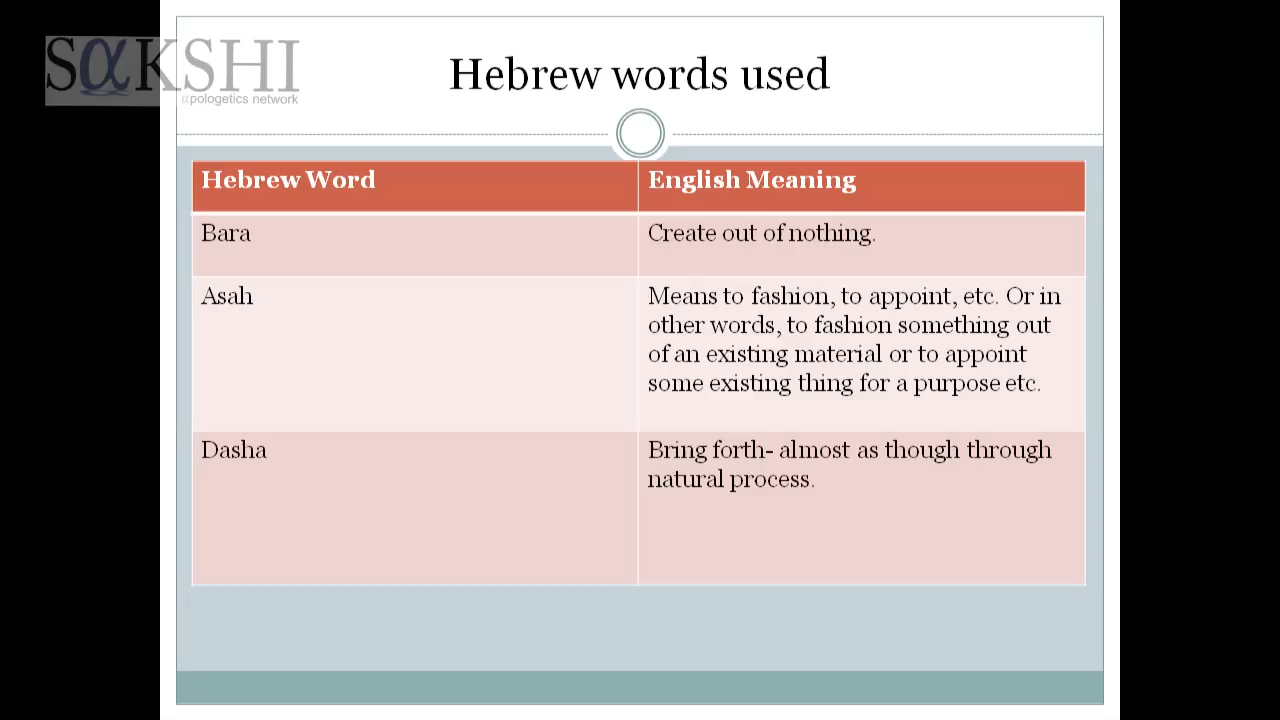 SαKSHI
αpologetics network
Hebrew words used
Hebrew Word
English Meaning
Bara
Create out of nothing.
Asah
Means to fashion, to appoint, etc. Or in
other words, to fashion something out
of an existing material or to appoint
some existing thing for a purpose etc.
Dasha
Bring forth- almost as though through
natural process.